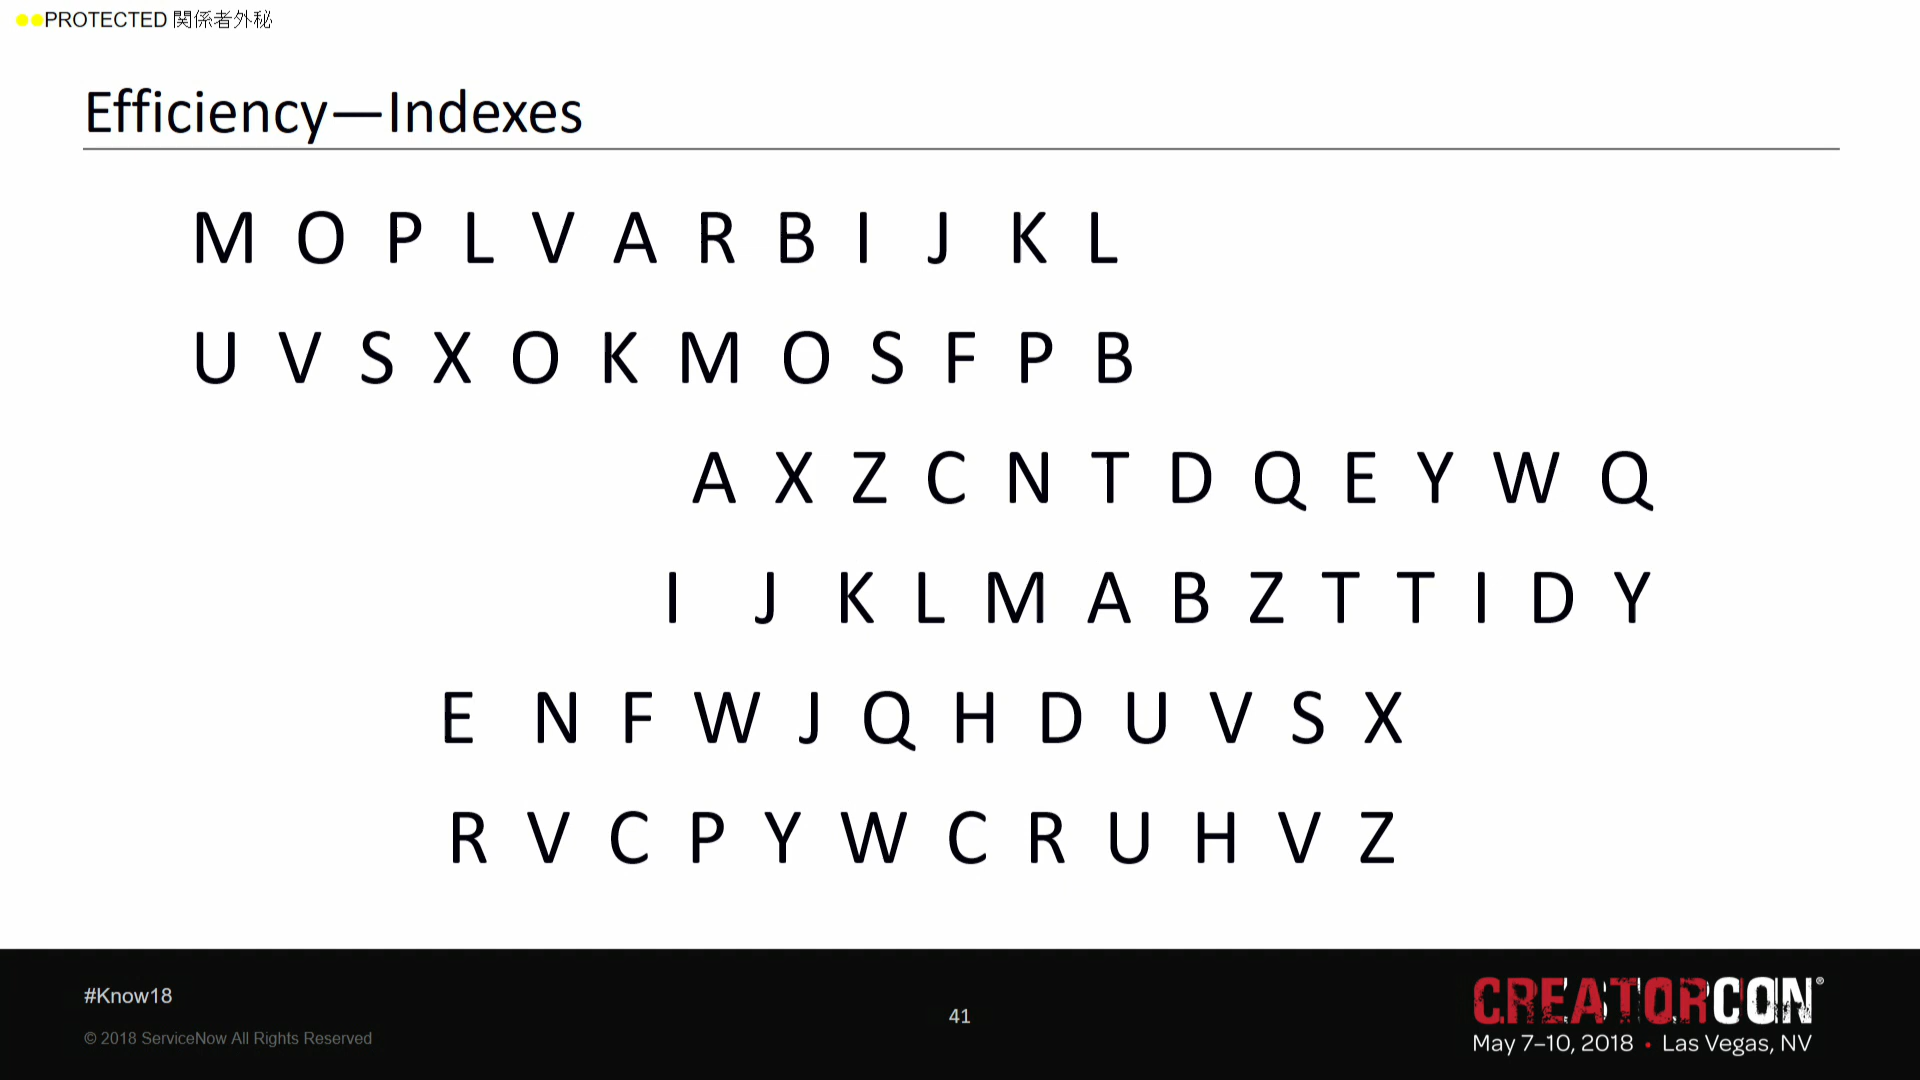 PROTECTED 関係者外秘
Efficiency—Indexes
M O P L V A R B I J K L
U V S X O K M O S F P B
A X Z C N T D Q E Y W Q
I J K L M A B Z T T I D Y
E N F W J Q H D U V S X
R V C P Y W C R U H V Z
#Know18
© 2018 ServiceNow All Rights Reserved
41
CREATORCON®
May 7–10, 2018 • Las Vegas, NV